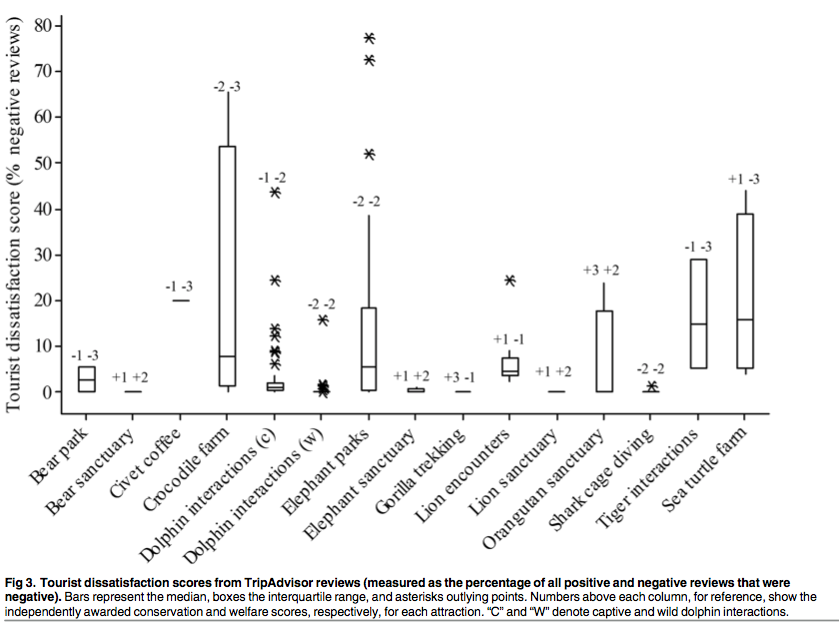 Tourist dissatisfaction score (% negative reviews)
80
70
60
50
40
30
20
10
0
-1 -3
+1 +2
-1 -3
-2 -3
-1 -2
-2 -2
-2 -2
+1 +2
+3 -1
+1 -1
+1 +2
+3 +2
-2 -2
-1 -3
+1 -3
Bear park
Bear sanctuary
Civet coffee
Crocodile farm
Dolphin interactions (c)
Dolphin interactions (w)
Elephant parks
Elephant sanctuary
Gorilla trekking
Lion encounters
Lion sanctuary
Orangutan sanctuary
Shark cage diving
Tiger interactions
Sea turtle farm
Fig 3. Tourist dissatisfaction scores from TripAdvisor reviews (measured as the percentage of all positive and negative reviews that were
negative). Bars represent the median, boxes the interquartile range, and asterisks outlying points. Numbers above each column, for reference, show the
independently awarded conservation and welfare scores, respectively, for each attraction. “C” and “W” denote captive and wild dolphin interactions.